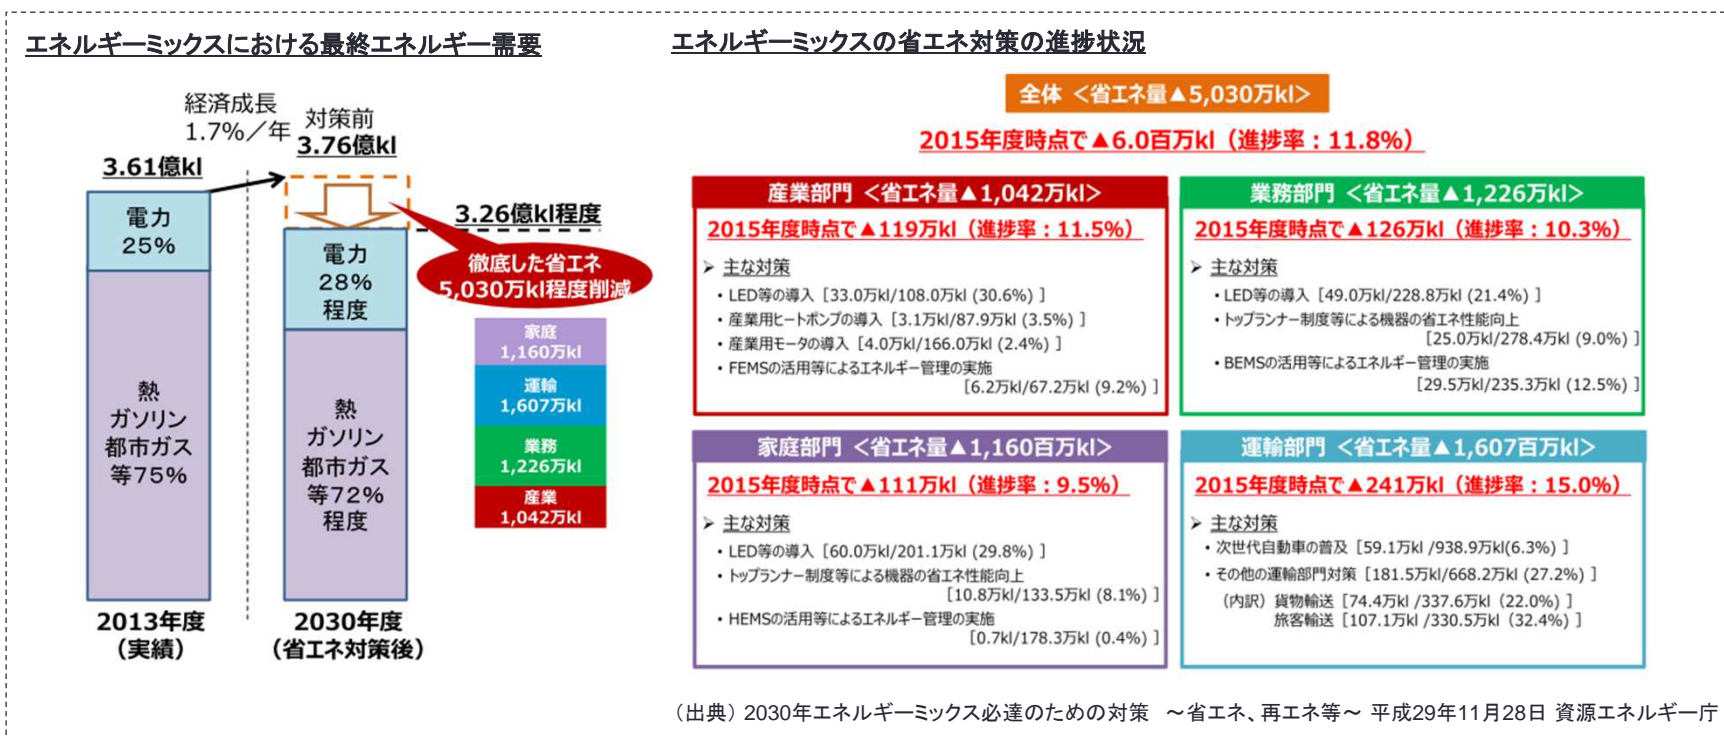 エネルギーミックスにおける最終エネルギー需要
経済成長
1.7%/年
対策前
3.76億kl
3.61億kl
3.26億kl程度
電力
25%
電力
28%
程度
徹底した省エネ
5,030万kl程度削減
家庭
1,160万kl
運輸
1,607万kl
業務
1,226万kl
産業
1,042万kl
熱
ガソリン
都市ガス
等75%
熱
ガソリン
都市ガス
等72%
程度
2013年度
(実績)
2030年度
(省エネ対策後)
エネルギーミックスの省エネ対策の進捗状況
全体 <省エネ量▲5,030万kl>
2015年度時点で▲6.0百万kl(進捗率:11.8%)
産業部門 <省エネ量▲1,042万kl>
2015年度時点で▲119万kl(進捗率:11.5%)
➢ 主な対策
・LED等の導入[33.0万kl/108.0万kl (30.6%) ]
・産業用ヒートポンプの導入[3.1万kl/87.9万kl (3.5%) ]
・産業用モータの導入[4.0万kl/166.0万kl (2.4%) ]
・FEMSの活用等によるエネルギー管理の実施
[6.2万kl/67.2万kl (9.2%) ]
業務部門 <省エネ量▲1,226万kl>
2015年度時点で▲126万kl(進捗率:10.3%)
➢ 主な対策
・LED等の導入[49.0万kl/228.8万kl (21.4%) ]
・トップランナー制度等による機器の省エネ性能向上
[25.0万kl/278.4万kl (9.0%) ]
・BEMSの活用等によるエネルギー管理の実施
[29.5万kl/235.3万kl (12.5%) ]
家庭部門 <省エネ量▲1,160百万kl>
2015年度時点で▲111万kl(進捗率:9.5%)
➢ 主な対策
・LED等の導入[60.0万kl/201.1万kl (29.8%) ]
・トップランナー制度等による機器の省エネ性能向上
[10.8万kl/133.5万kl (8.1%) ]
・HEMSの活用等によるエネルギー管理の実施
[0.7kl/178.3万kl (0.4%) ]
運輸部門 <省エネ量▲1,607百万kl>
2015年度時点で▲241万kl(進捗率:15.0%)
➢ 主な対策
・次世代自動車の普及[59.1万kl /938.9万kl(6.3%) ]
・その他の運輸部門対策[181.5万kl/668.2万kl (27.2%) ]
(内訳)貨物輸送[74.4万kl /337.6万kl (22.0%) ]
旅客輸送[107.1万kl /330.5万kl (32.4%) ]
(出典) 2030年エネルギーミックス必達のための対策 ~省エネ、再エネ等~ 平成29年11月28日 資源エネルギー庁